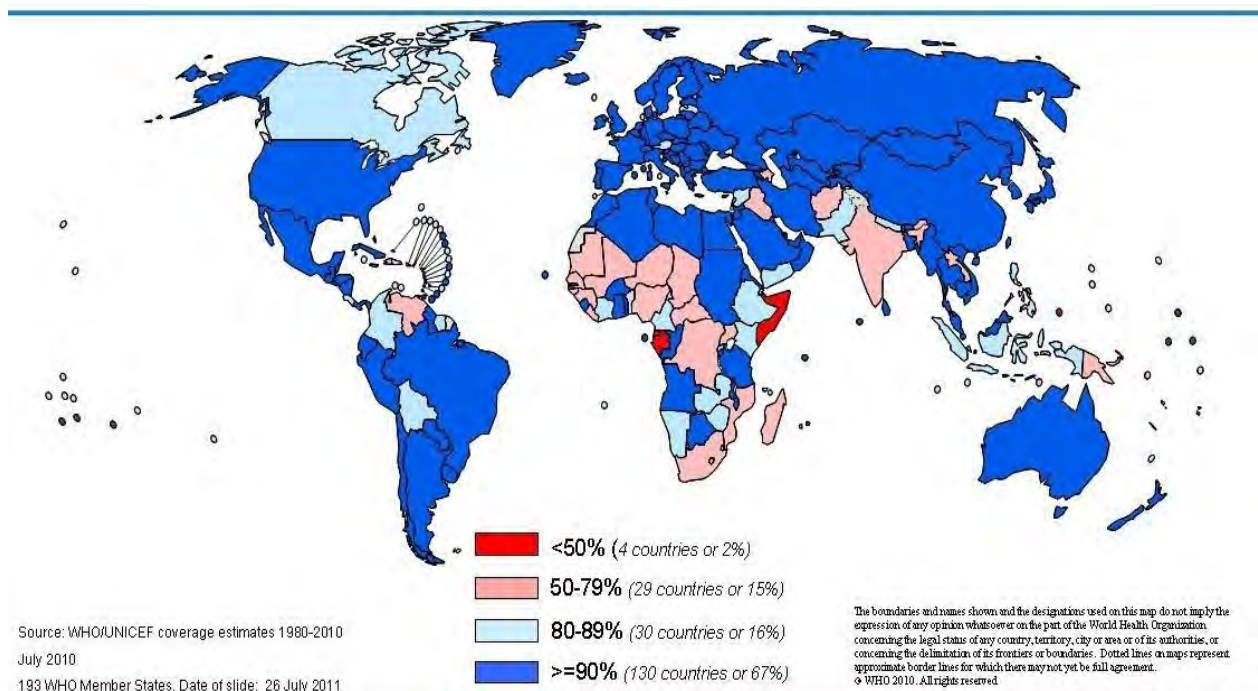 <50% (4 countries or 2%)
50-79% (29 countries or 15%)
80-89% (30 countries or 16%)
>=90% (130 countries or 67%)
Source: WHO/UNICEF coverage estimates 1980-2010
July 2010
193 WHO Member States. Date of slide: 26 July 2011
The boundaries and names shown and the designations used on this map do not imply the
expression of any opinion whatsoever on the part of the World Health Organization
concerning the legal status of any country, territory, city or area or of its authorities, or
concerning the delimitation of its frontiers or boundaries. Dotted lines on maps represent
approximate border lines for which there may not yet be full agreement.
© WHO 2010. All rights reserved